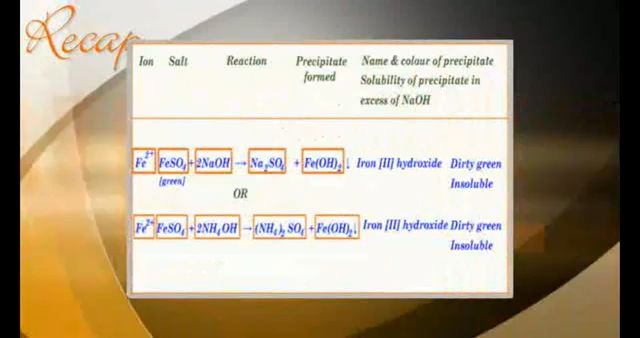 Recap
Ion Salt Reaction Precipitate formed Name & colour of precipitate
Solubility of precipitate in
excess of NaOH
Fe²⁺ FeSO₄ + 2NaOH → Na₂SO₄ + Fe(OH)₂ ↓ Iron [II] hydroxide Dirty green
[green] Insoluble
OR
Fe²⁺ FeSO₄ + 2NH₄OH → (NH₄)₂ SO₄ + Fe(OH)₂↓ Iron [II] hydroxide Dirty green
Insoluble